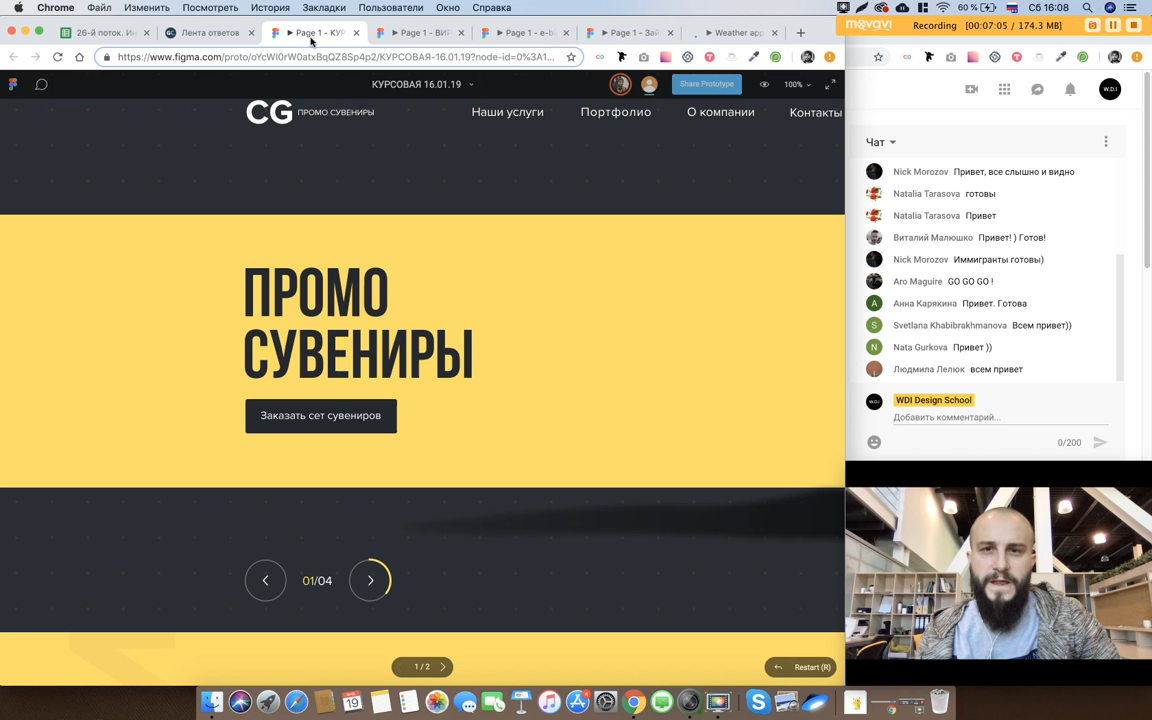 Chrome Файл Изменить Посмотреть История Закладки Пользователи Окно Справка
60 % Сб 16:08
movavi Recording [00:07:05 / 174.3 MB]
26-й поток. Ин
Лента ответов
Page 1 - КУР
Page 1 - ВИП
Page 1 - e-b
Page 1 - Зай
Weather app
https://www.figma.com/proto/oYcWI0rW0atxBqQZ8Sp4p2/КУРСОВАЯ-16.01.19?node-id=0%3A1...
КУРСОВАЯ 16.01.19
Share Prototype
100%
CG ПРОМО СУВЕНИРЫ
Наши услуги Портфолио О компании Контакты
ПРОМО
СУВЕНИРЫ
Заказать сет сувениров
01/04
1 / 2
Restart (R)
W.D.I
Чат
Nick Morozov Привет, все слышно и видно
Natalia Tarasova готовы
Natalia Tarasova Привет
Виталий Малюшко Привет! ) Готов!
Nick Morozov Иммигранты готовы)
Aro Maguire GO GO GO !
А Анна Карякина Привет. Готова
S Svetlana Khabibrakhmanova Всем привет))
N Nata Gurkova Привет ))
Людмила Лелюк всем привет
W.D.I WDI Design School
Добавить комментарий...
0/200
19